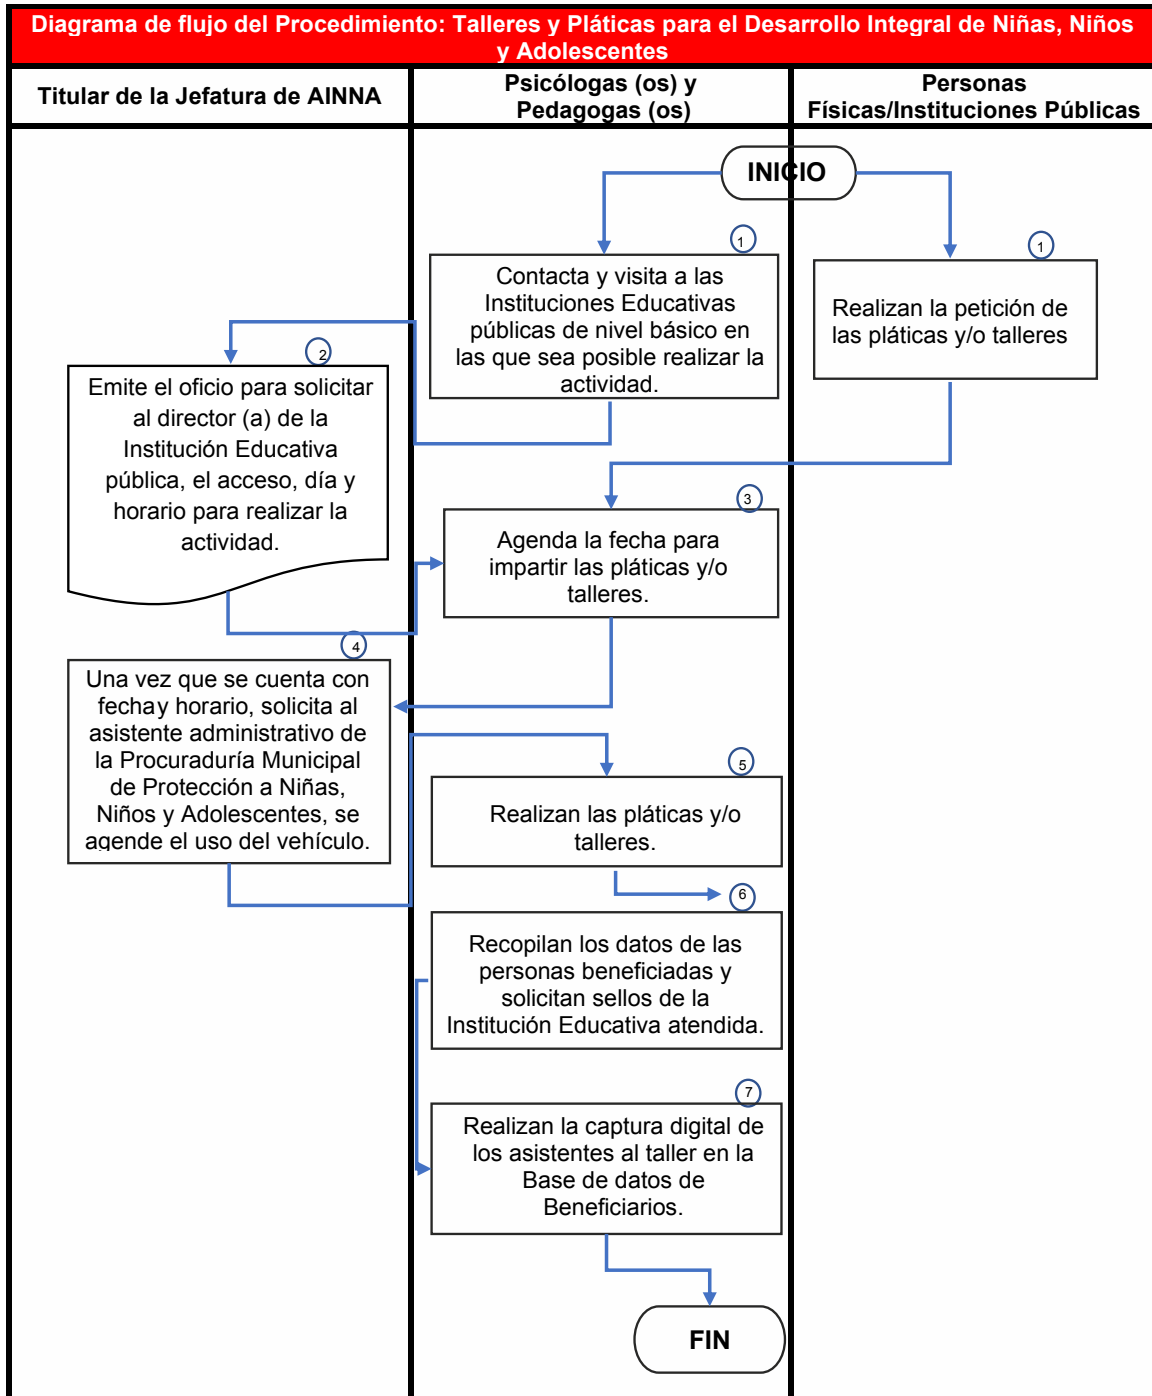 Diagrama de flujo del Procedimiento: Talleres y Pláticas para el Desarrollo Integral de Niñas, Niños
y Adolescentes
Titular de la Jefatura de AINNA
Psicólogas (os) y
Pedagogas (os)
Personas
Físicas/Instituciones Públicas
INICIO
1
Contacta y visita a las
Instituciones Educativas
públicas de nivel básico en
las que sea posible realizar la
actividad.
1
Realizan la petición de
las pláticas y/o talleres
2
Emite el oficio para solicitar
al director (a) de la
Institución Educativa
pública, el acceso, día y
horario para realizar la
actividad.
3
Agenda la fecha para
impartir las pláticas y/o
talleres.
4
Una vez que se cuenta con
fechay horario, solicita al
asistente administrativo de
la Procuraduría Municipal
de Protección a Niñas,
Niños y Adolescentes, se
agende el uso del vehículo.
5
Realizan las pláticas y/o
talleres.
6
Recopilan los datos de las
personas beneficiadas y
solicitan sellos de la
Institución Educativa atendida.
7
Realizan la captura digital de
los asistentes al taller en la
Base de datos de
Beneficiarios.
FIN